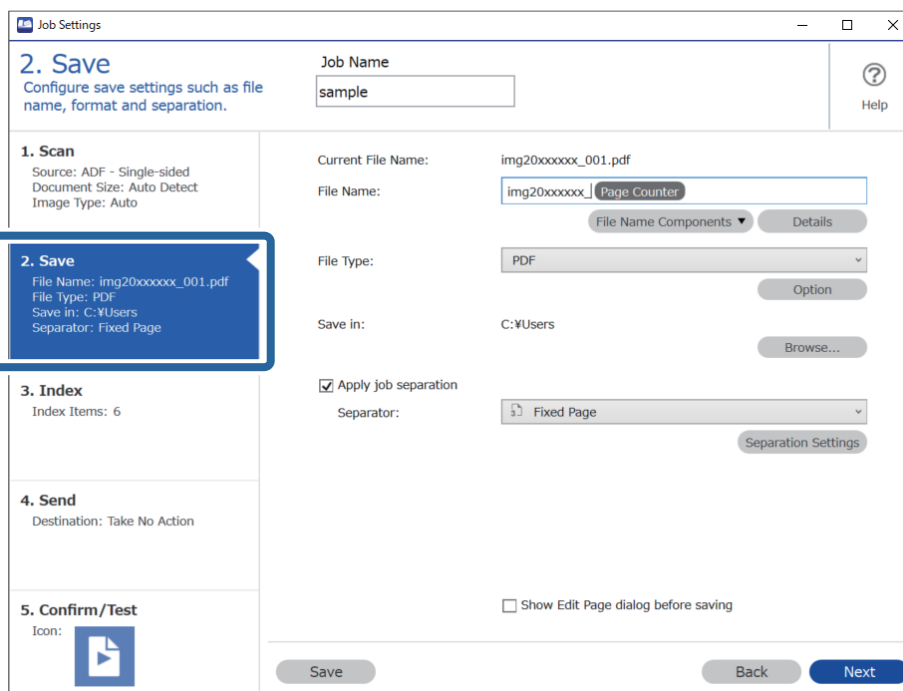 Job Settings
2. Save
Configure save settings such as file
name, format and separation.
Job Name
sample
Help
1. Scan
Source: ADF - Single-sided
Document Size: Auto Detect
Image Type: Auto
2. Save
File Name: img20xxxxxx_001.pdf
File Type: PDF
Save in: C:¥Users
Separator: Fixed Page
3. Index
Index Items: 6
4. Send
Destination: Take No Action
5. Confirm/Test
Icon:
Current File Name: img20xxxxxx_001.pdf
File Name: img20xxxxxx_ Page Counter
File Name Components ▼ Details
File Type: PDF
Option
Save in: C:¥Users
Browse...
Apply job separation
Separator: Fixed Page
Separation Settings
Show Edit Page dialog before saving
Save Back Next